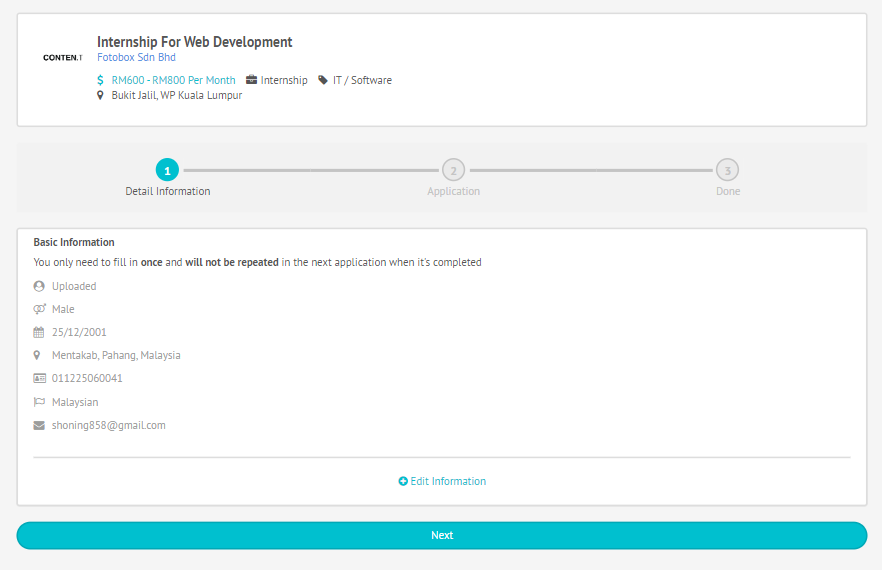 CONTEN.T
Internship For Web Development
Fotobox Sdn Bhd
RM600 - RM800 Per Month Internship IT / Software
Bukit Jalil, WP Kuala Lumpur
1 2 3
Detail Information Application Done
Basic Information
You only need to fill in once and will not be repeated in the next application when it's completed
Uploaded
Male
25/12/2001
Mentakab, Pahang, Malaysia
011225060041
Malaysian
shoning858@gmail.com
Edit Information
Next